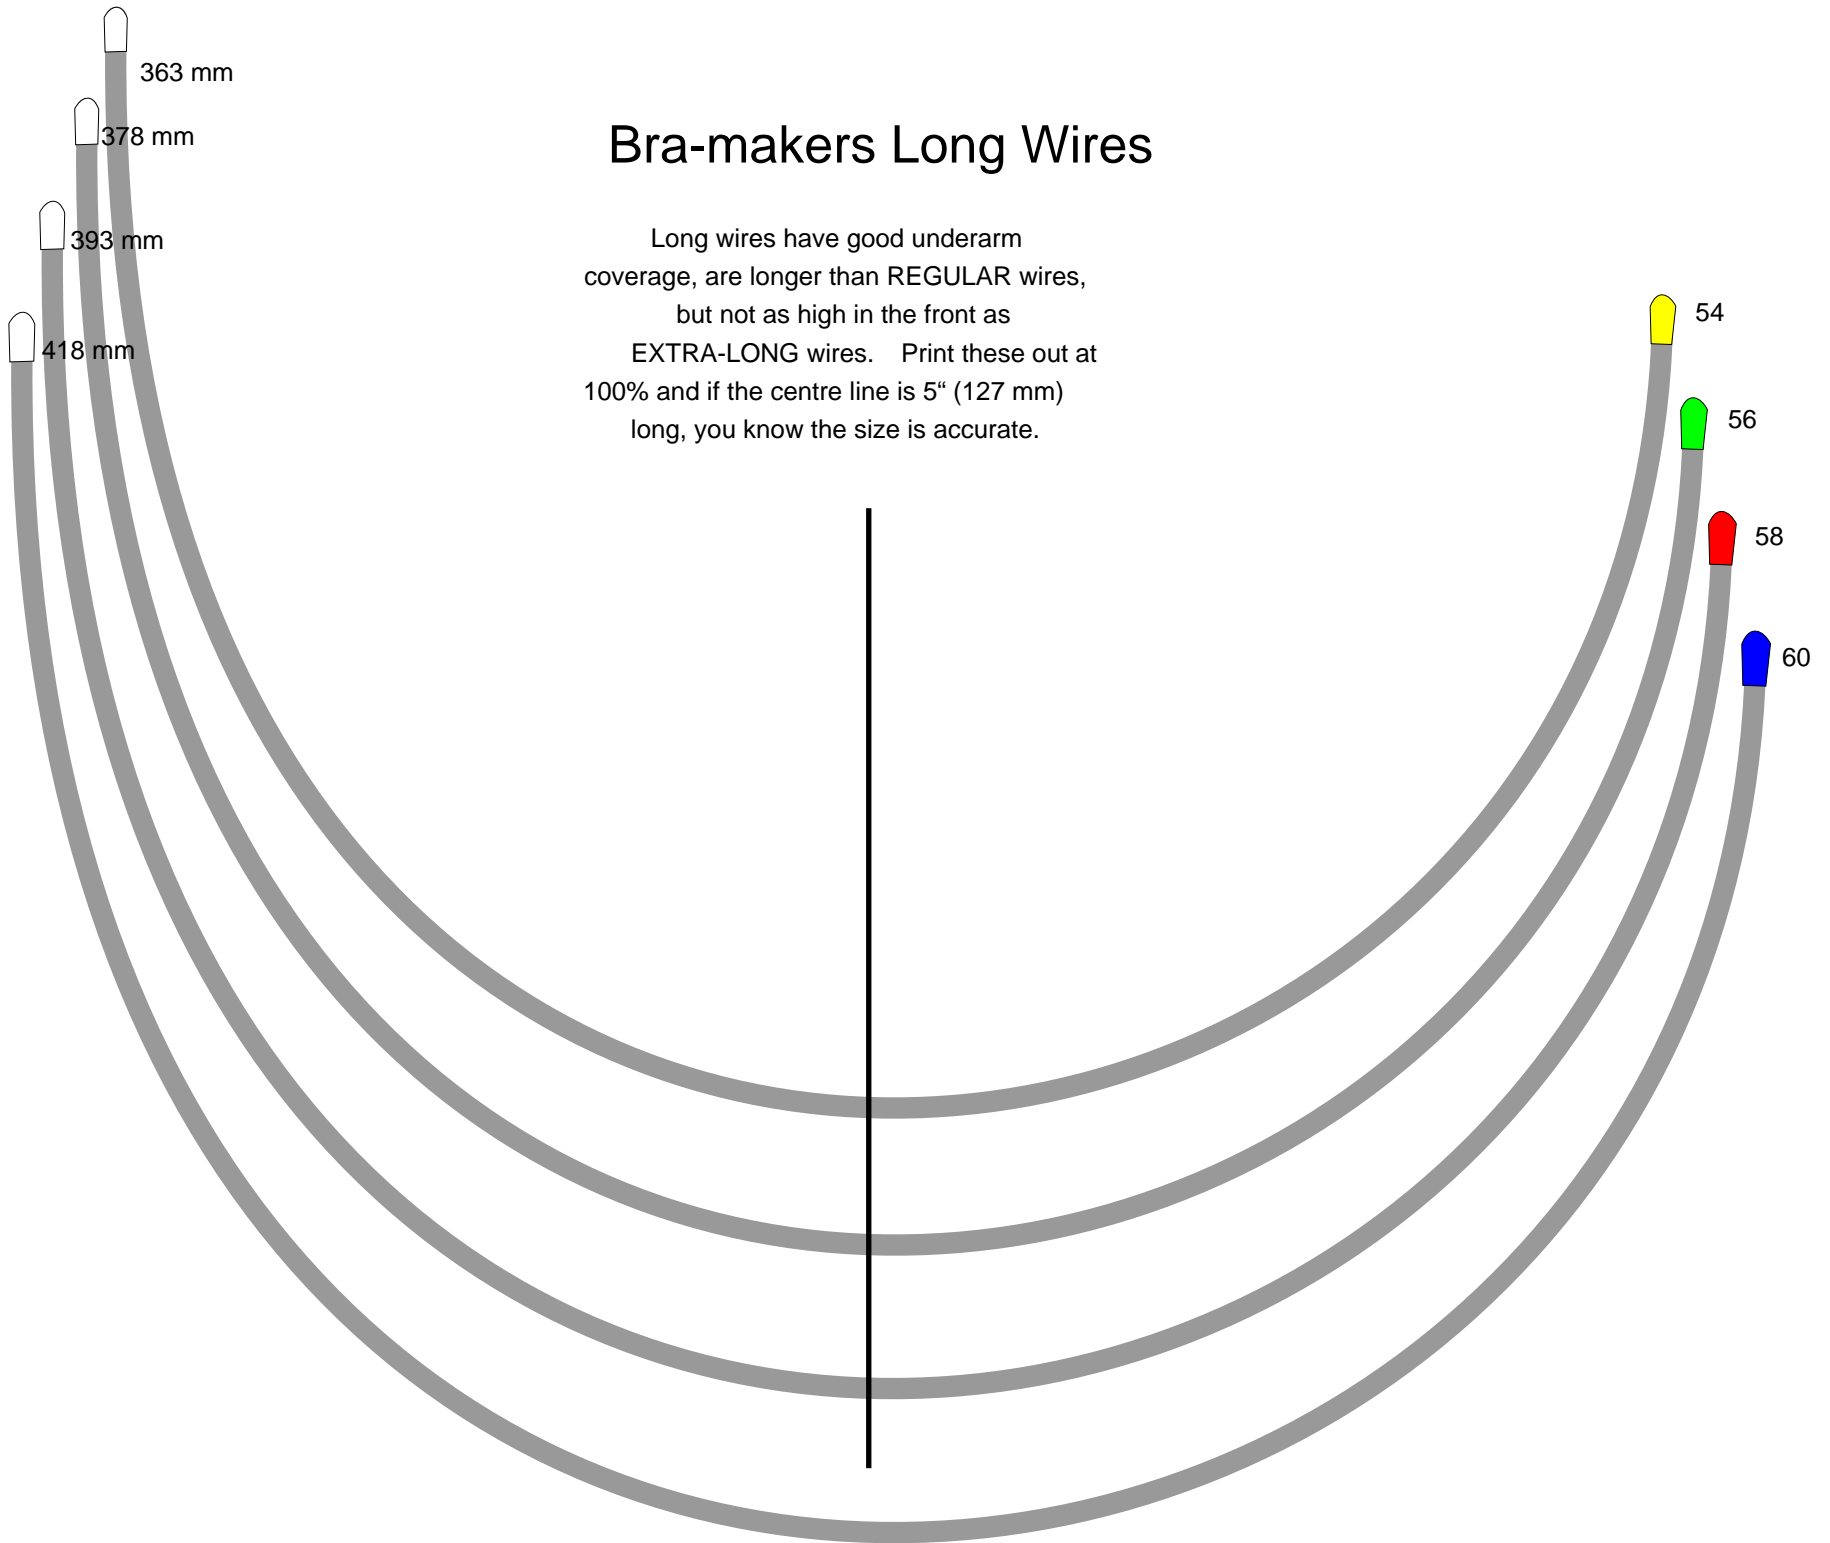 363 mm
378 mm
393 mm
418 mm
Bra-makers Long Wires
Long wires have good underarm
coverage, are longer than REGULAR wires,
but not as high in the front as
EXTRA-LONG wires. Print these out at
100% and if the centre line is 5“ (127 mm)
long, you know the size is accurate.
54
56
58
60